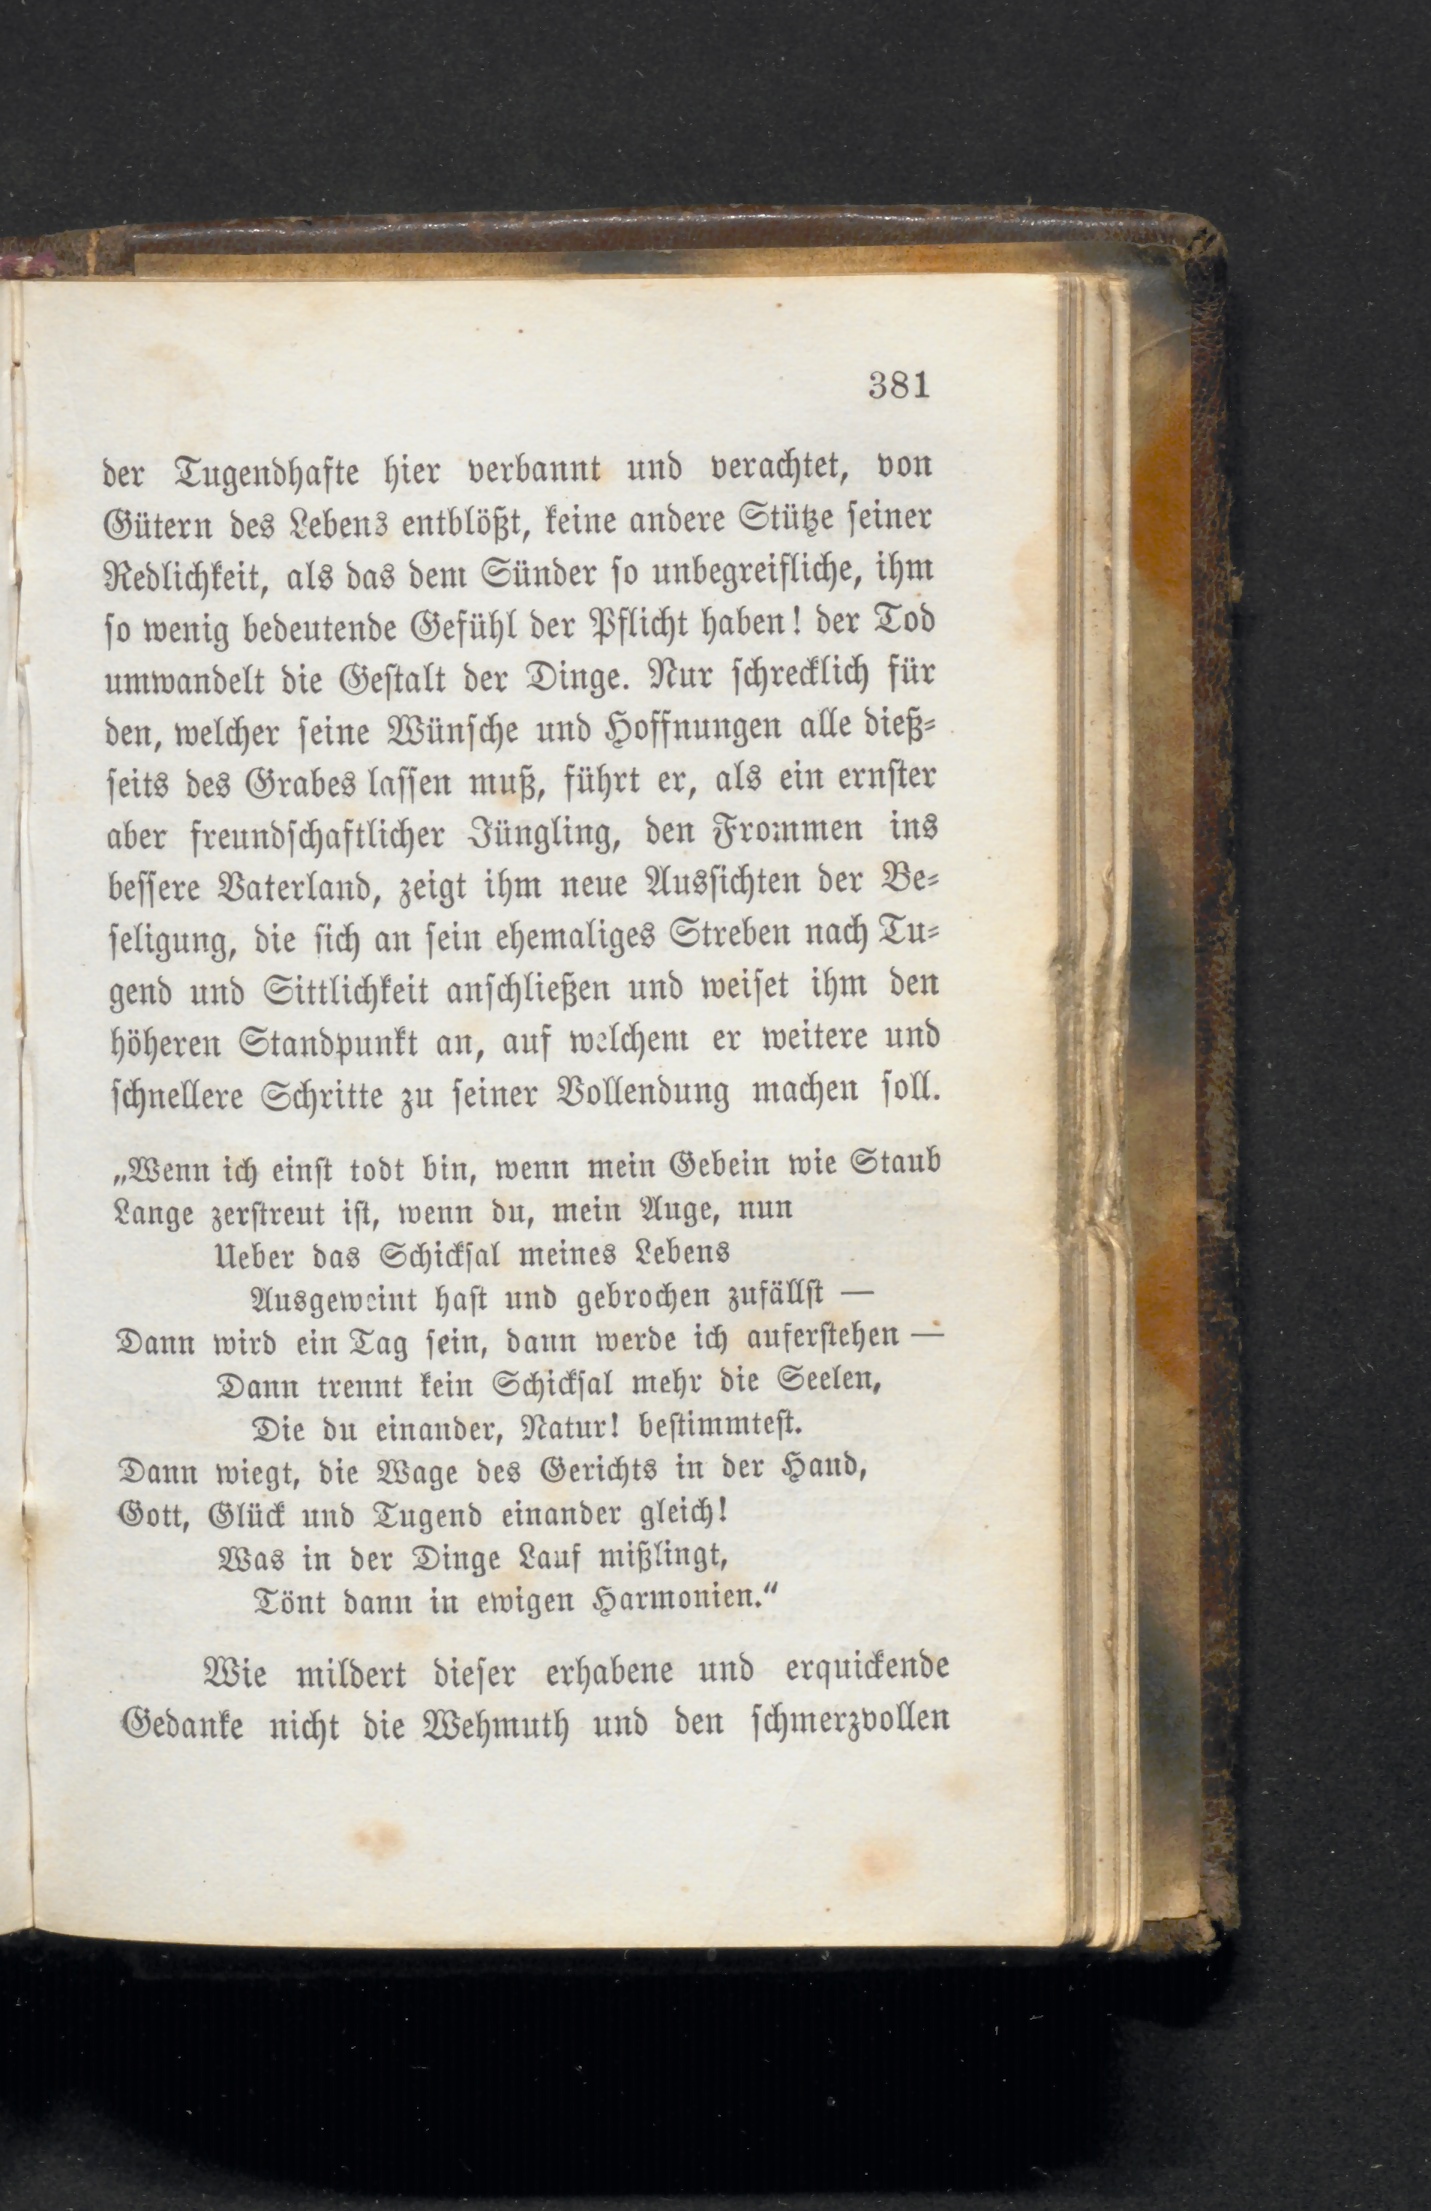 381
der Tugendhafte hier verbannt und verachtet, von
Gütern des Lebens entblößt, keine andere Stütze seiner
Redlichkeit, als das dem Sünder so unbegreifliche, ihm
so wenig bedeutende Gefühl der Pflicht haben! der Tod
umwandelt die Gestalt der Dinge. Nur schrecklich für
den, welcher seine Wünsche und Hoffnungen alle dieß-
seits des Grabes lassen muß, führt er, als ein ernster
aber freundschaftlicher Jüngling, den Frommen ins
bessere Vaterland, zeigt ihm neue Aussichten der Be-
seligung, die sich an sein ehemaliges Streben nach Tu-
gend und Sittlichkeit anschließen und weiset ihm den
höheren Standpunkt an, auf welchem er weitere und
schnellere Schritte zu seiner Vollendung machen soll.
„Wenn ich einst todt bin, wenn mein Gebein wie Staub
Lange zerstreut ist, wenn du, mein Auge, nun
Ueber das Schicksal meines Lebens
Ausgeweint hast und gebrochen zufällst —
Dann wird ein Tag sein, dann werde ich auferstehen —
Dann trennt kein Schicksal mehr die Seelen,
Die du einander, Natur! bestimmtest.
Dann wiegt, die Wage des Gerichts in der Hand,
Gott, Glück und Tugend einander gleich!
Was in der Dinge Lauf mißlingt,
Tönt dann in ewigen Harmonien.“
Wie mildert dieser erhabene und erquickende
Gedanke nicht die Wehmuth und den schmerzvollen